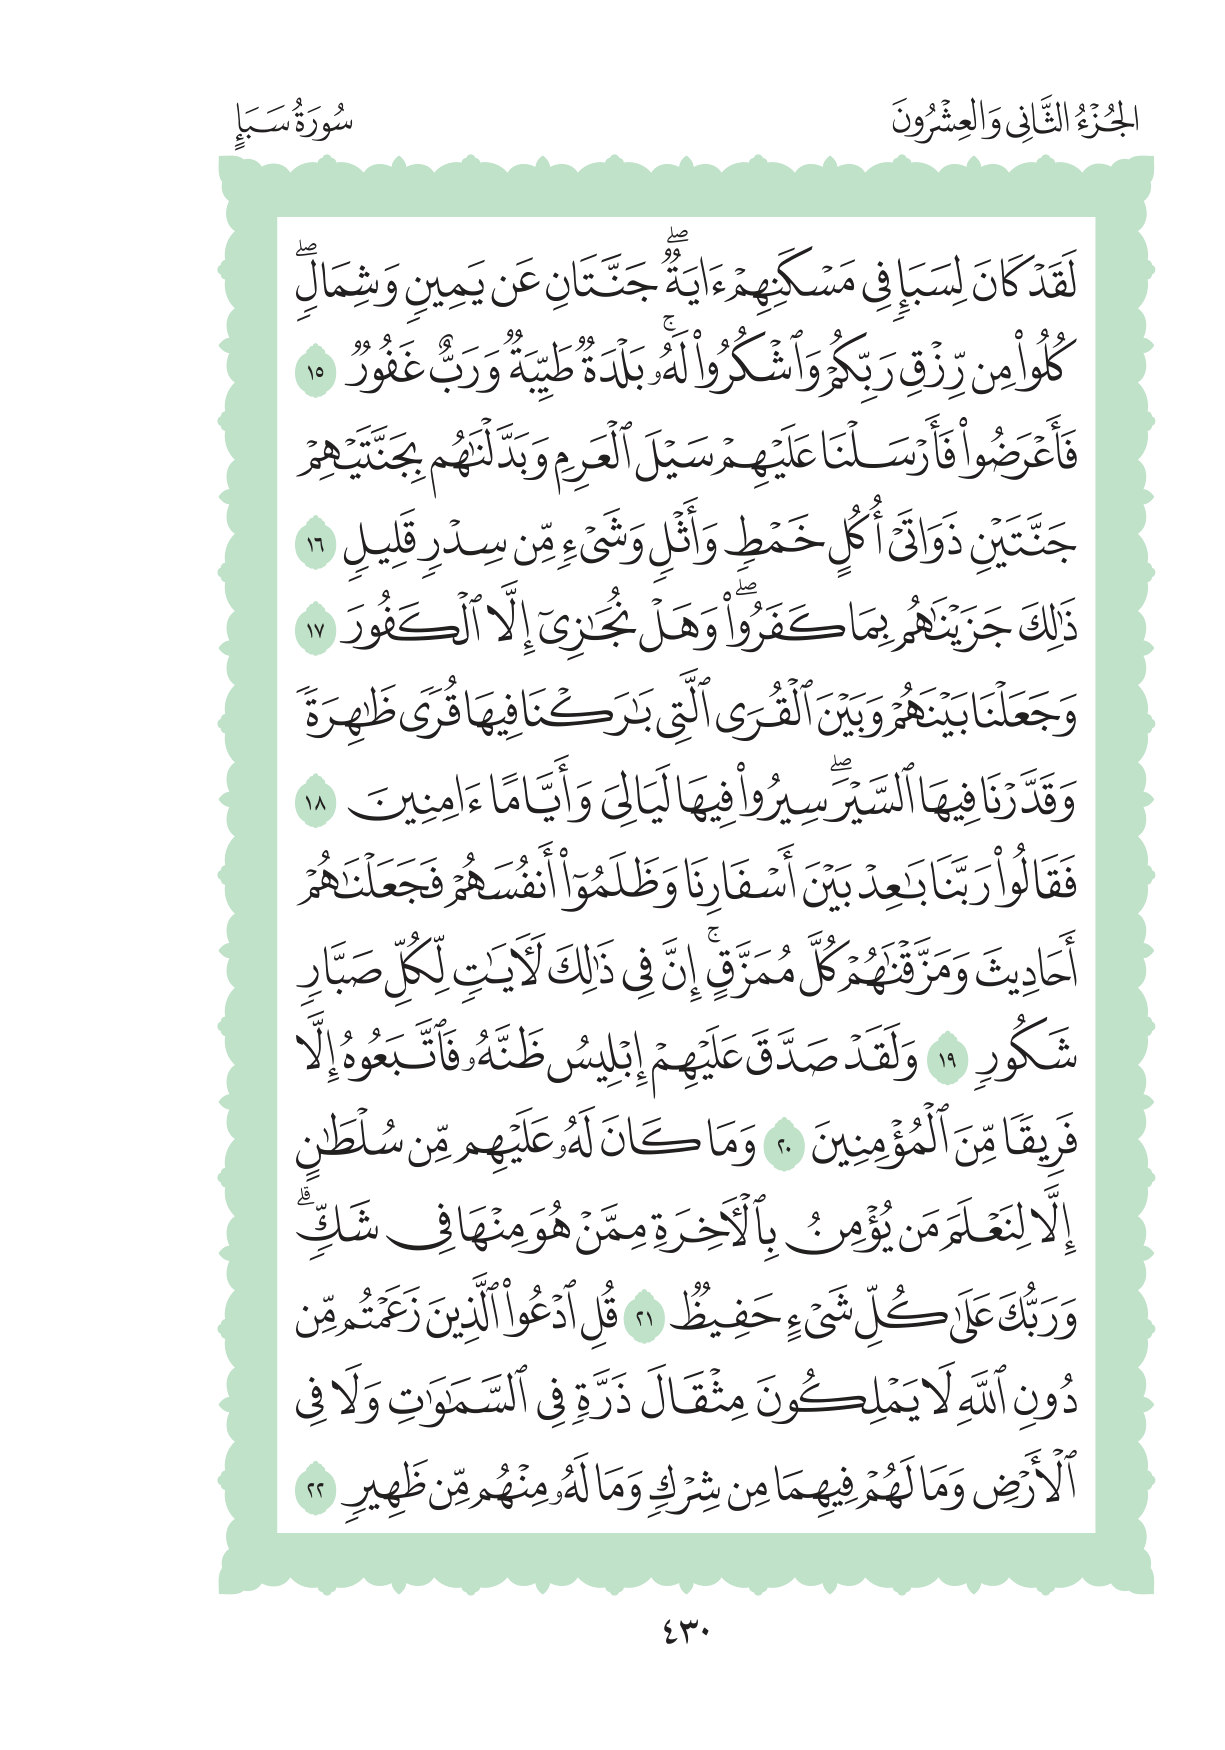 الجُزْءُ الثَّانِي وَالعِشْرُونَ
سُورَةُ سَبَإٍ
لَقَدۡ كَانَ لِسَبَإٖ فِي مَسۡكَنِهِمۡ ءَايَةٞۖ جَنَّتَانِ عَن يَمِينٖ وَشِمَالٖۖ
كُلُواْ مِن رِّزۡقِ رَبِّكُمۡ وَٱشۡكُرُواْ لَهُۥۚ بَلۡدَةٞ طَيِّبَةٞ وَرَبٌّ غَفُورٞ ١٥
فَأَعۡرَضُواْ فَأَرۡسَلۡنَا عَلَيۡهِمۡ سَيۡلَ ٱلۡعَرِمِ وَبَدَّلۡنَٰهُم بِجَنَّتَيۡهِمۡ
جَنَّتَيۡنِ ذَوَاتَيۡ أُكُلٍ خَمۡطٖ وَأَثۡلٖ وَشَيۡءٖ مِّن سِدۡرٖ قَلِيلٖ ١٦
ذَٰلِكَ جَزَيۡنَٰهُم بِمَا كَفَرُواْۖ وَهَلۡ نُجَٰزِيٓ إِلَّا ٱلۡكَفُورَ ١٧
وَجَعَلۡنَا بَيۡنَهُمۡ وَبَيۡنَ ٱلۡقُرَى ٱلَّتِي بَٰرَكۡنَا فِيهَا قُرٗى ظَٰهِرَةٗ
وَقَدَّرۡنَا فِيهَا ٱلسَّيۡرَۖ سِيرُواْ فِيهَا لَيَالِيَ وَأَيَّامًا ءَامِنِينَ ١٨
فَقَالُواْ رَبَّنَا بَٰعِدۡ بَيۡنَ أَسۡفَارِنَا وَظَلَمُوٓاْ أَنفُسَهُمۡ فَجَعَلۡنَٰهُمۡ
أَحَادِيثَ وَمَزَّقۡنَٰهُمۡ كُلَّ مُمَزَّقٍۚ إِنَّ فِي ذَٰلِكَ لَأٓيَٰتٖ لِّكُلِّ صَبَّارٖ
شَكُورٖ ١٩ وَلَقَدۡ صَدَّقَ عَلَيۡهِمۡ إِبۡلِيسُ ظَنَّهُۥ فَٱتَّبَعُوهُ إِلَّا
فَرِيقٗا مِّنَ ٱلۡمُؤۡمِنِينَ ٢٠ وَمَا كَانَ لَهُۥ عَلَيۡهِم مِّن سُلۡطَٰنٍ
إِلَّا لِنَعۡلَمَ مَن يُؤۡمِنُ بِٱلۡأٓخِرَةِ مِمَّنۡ هُوَ مِنۡهَا فِي شَكّٖۗ
وَرَبُّكَ عَلَىٰ كُلِّ شَيۡءٍ حَفِيظٞ ٢١ قُلِ ٱدۡعُواْ ٱلَّذِينَ زَعَمۡتُم مِّن
دُونِ ٱللَّهِ لَا يَمۡلِكُونَ مِثۡقَالَ ذَرَّةٖ فِي ٱلسَّمَٰوَٰتِ وَلَا فِي
ٱلۡأَرۡضِ وَمَا لَهُمۡ فِيهِمَا مِن شِرۡكٖ وَمَا لَهُۥ مِنۡهُم مِّن ظَهِيرٖ ٢٢
٤٣٠